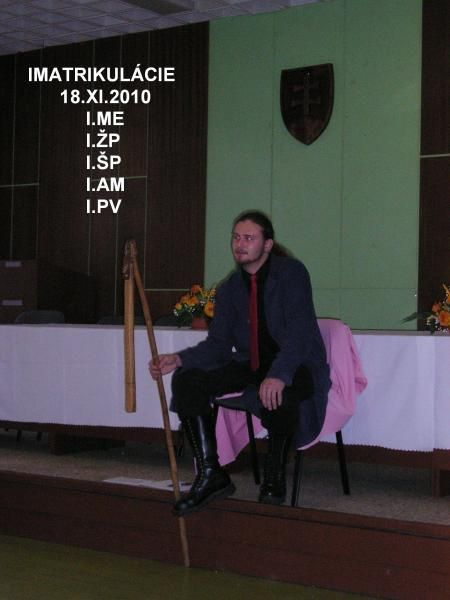 IMATRIKULÁCIE
18.XI.2010
I.ME
I.ŽP
I.ŠP
I.AM
I.PV